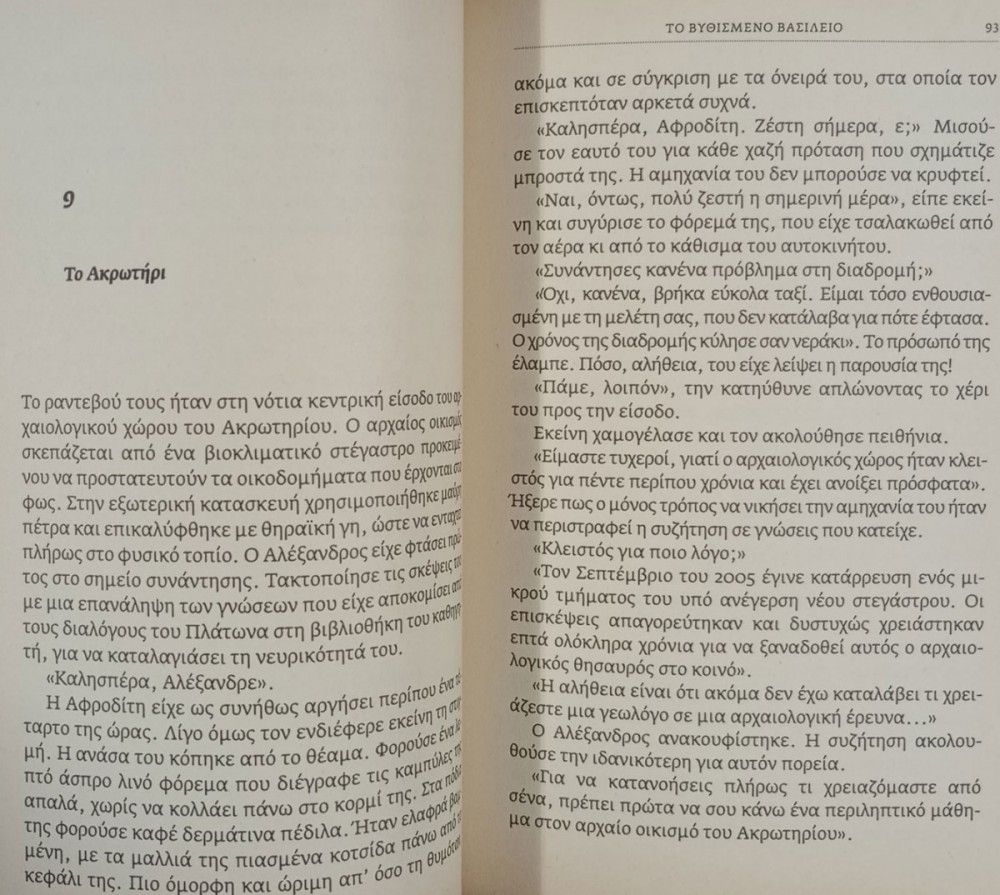 9
Το Ακρωτήρι
Το ραντεβού τους ήταν στη νότια κεντρική είσοδο του αρ-
χαιολογικού χώρου του Ακρωτηρίου. Ο αρχαίος οικισμός
σκεπάζεται από ένα βιοκλιματικό στέγαστρο προκειμέ-
νου να προστατευτούν τα οικοδομήματα που έρχονται στο
φως. Στην εξωτερική κατασκευή χρησιμοποιήθηκε μαύρη
πέτρα και επικαλύφθηκε με θηραϊκή γη, ώστε να ενταχτεί
πλήρως στο φυσικό τοπίο. Ο Αλέξανδρος είχε φτάσει πρώ-
τος στο σημείο συνάντησης. Τακτοποίησε τις σκέψεις του
με μια επανάληψη των γνώσεων που είχε αποκομίσει από
τους διαλόγους του Πλάτωνα στη βιβλιοθήκη του καθηγη-
τή, για να καταλαγιάσει τη νευρικότητά του.
«Καλησπέρα, Αλέξανδρε».
Η Αφροδίτη είχε ως συνήθως αργήσει περίπου ένα τέ-
ταρτο της ώρας. Λίγο όμως τον ενδιέφερε εκείνη τη στιγ-
μή. Η ανάσα του κόπηκε από το θέαμα. Φορούσε ένα λε-
πτό άσπρο λινό φόρεμα που διέγραφε τις καμπύλες της
απαλά, χωρίς να κολλάει πάνω στο κορμί της. Στα πόδια
της φορούσε καφέ δερμάτινα πέδιλα. Ήταν ελαφρά βαμ-
μένη, με τα μαλλιά της πιασμένα κοτσίδα πάνω από το
κεφάλι της. Πιο όμορφη και ώριμη απ' όσο τη θυμόταν
ΤΟ ΒΥΘΙΣΜΕΝΟ ΒΑΣΙΛΕΙΟ 93
ακόμα και σε σύγκριση με τα όνειρά του, στα οποία τον
επισκεπτόταν αρκετά συχνά.
«Καλησπέρα, Αφροδίτη. Ζέστη σήμερα, ε;» Μισού-
σε τον εαυτό του για κάθε χαζή πρόταση που σχημάτιζε
μπροστά της. Η αμηχανία του δεν μπορούσε να κρυφτεί.
«Ναι, όντως, πολύ ζεστή η σημερινή μέρα», είπε εκεί-
νη και συγύρισε το φόρεμά της, που είχε τσαλακωθεί από
τον αέρα κι από το κάθισμα του αυτοκινήτου.
«Συνάντησες κανένα πρόβλημα στη διαδρομή;»
«Όχι, κανένα, βρήκα εύκολα ταξί. Είμαι τόσο ενθουσια-
σμένη με τη μελέτη σας, που δεν κατάλαβα για πότε έφτασα.
Ο χρόνος της διαδρομής κύλησε σαν νεράκι». Το πρόσωπό της
έλαμπε. Πόσο, αλήθεια, του είχε λείψει η παρουσία της!
«Πάμε, λοιπόν», την κατηύθυνε απλώνοντας το χέρι
του προς την είσοδο.
Εκείνη χαμογέλασε και τον ακολούθησε πειθήνια.
«Είμαστε τυχεροί, γιατί ο αρχαιολογικός χώρος ήταν κλει-
στός για πέντε περίπου χρόνια και έχει ανοίξει πρόσφατα».
Ήξερε πως ο μόνος τρόπος να νικήσει την αμηχανία του ήταν
να περιστραφεί η συζήτηση σε γνώσεις που κατείχε.
«Κλειστός για ποιο λόγο;»
«Τον Σεπτέμβριο του 2005 έγινε κατάρρευση ενός μι-
κρού τμήματος του υπό ανέγερση νέου στεγάστρου. Οι
επισκέψεις απαγορεύτηκαν και δυστυχώς χρειάστηκαν
επτά ολόκληρα χρόνια για να ξαναδοθεί αυτός ο αρχαιο-
λογικός θησαυρός στο κοινό».
«Η αλήθεια είναι ότι ακόμα δεν έχω καταλάβει τι χρει-
άζεστε μια γεωλόγο σε μια αρχαιολογική έρευνα...»
Ο Αλέξανδρος ανακουφίστηκε. Η συζήτηση ακολου-
θούσε την ιδανικότερη για αυτόν πορεία.
«Για να κατανοήσεις πλήρως τι χρειαζόμαστε από
σένα, πρέπει πρώτα να σου κάνω ένα περιληπτικό μάθη-
μα στον αρχαίο οικισμό του Ακρωτηρίου».